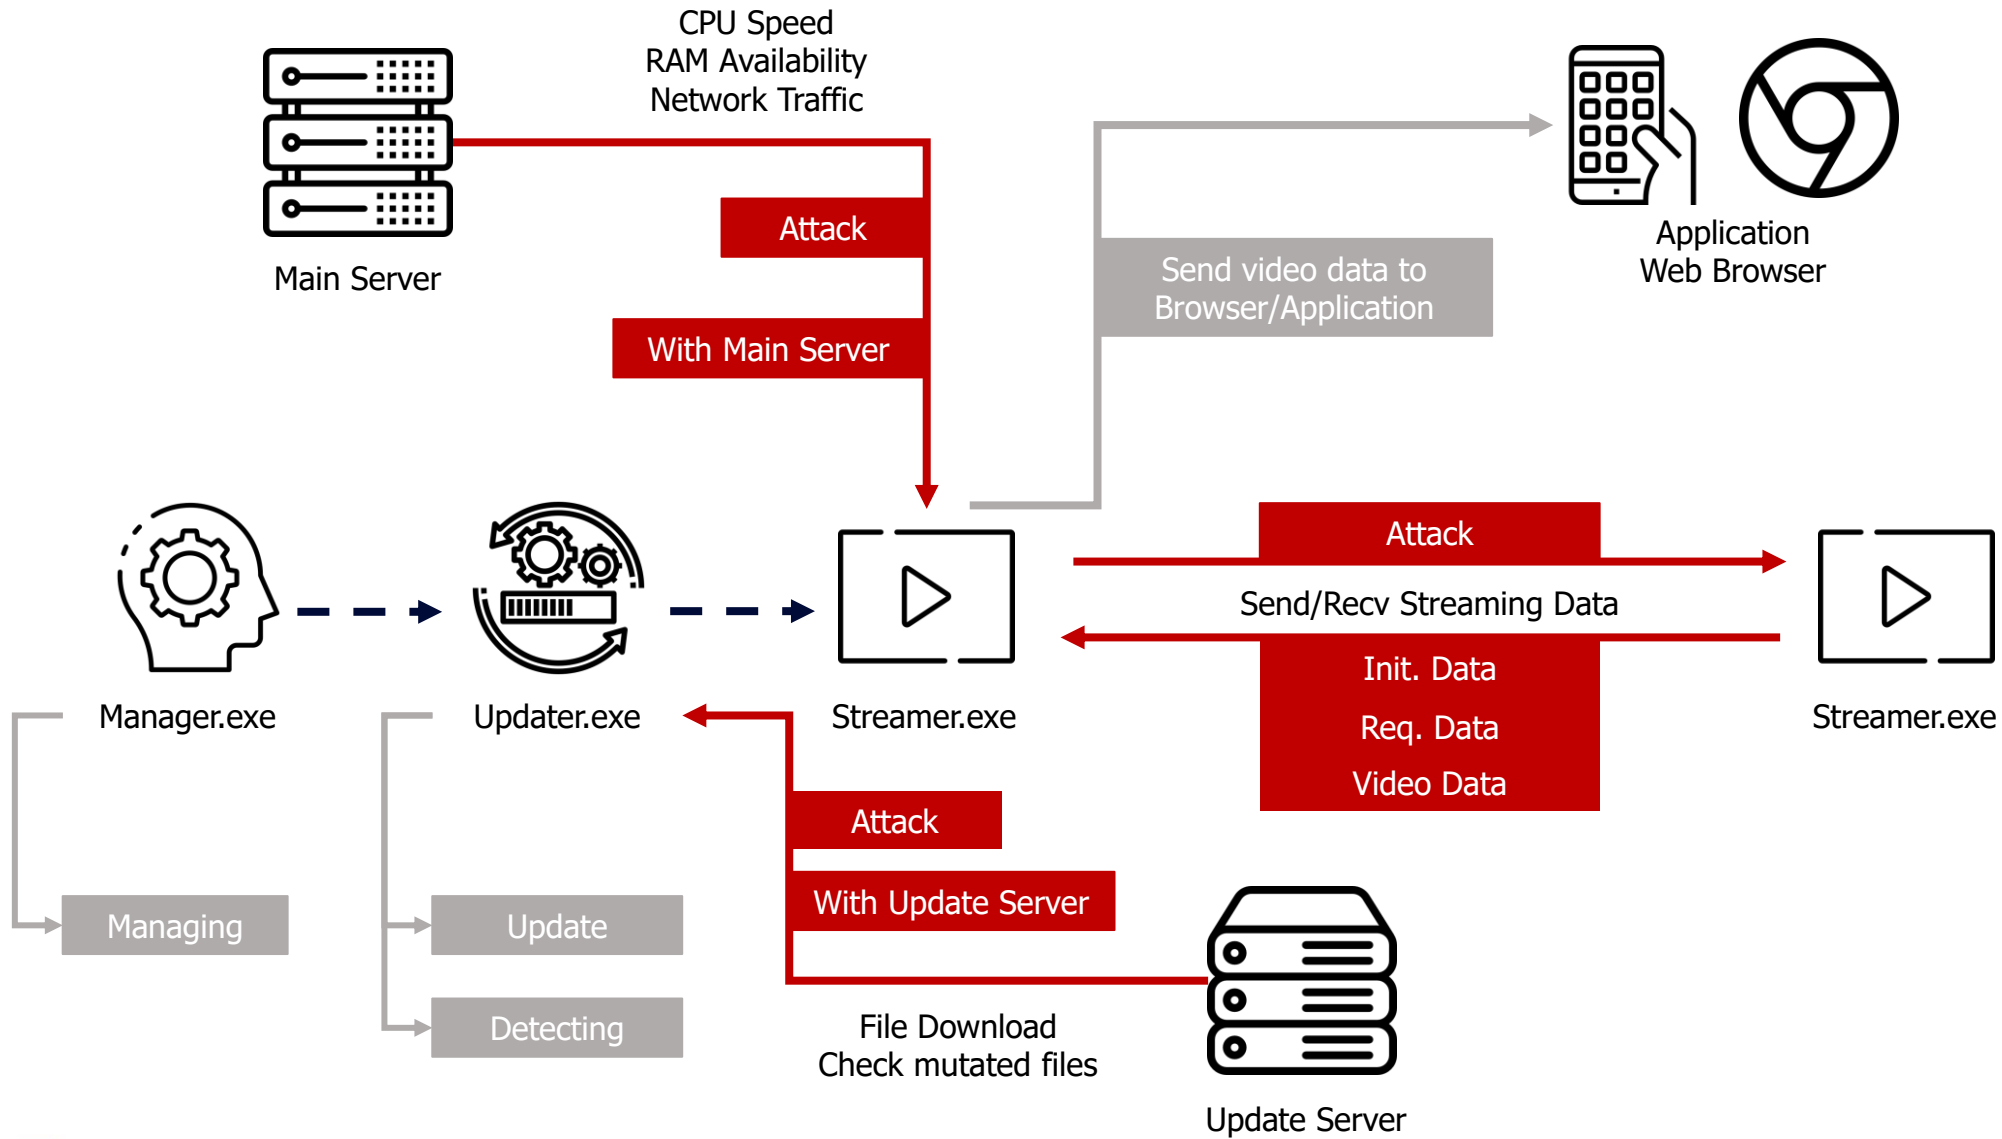 CPU Speed
RAM Availability
Network Traffic
Main Server
Attack
With Main Server
Application
Web Browser
Send video data to
Browser/Application
Attack
Send/Recv Streaming Data
Init. Data
Req. Data
Video Data
Manager.exe
Updater.exe
Streamer.exe
Streamer.exe
Attack
With Update Server
Managing
Update
Detecting
File Download
Check mutated files
Update Server